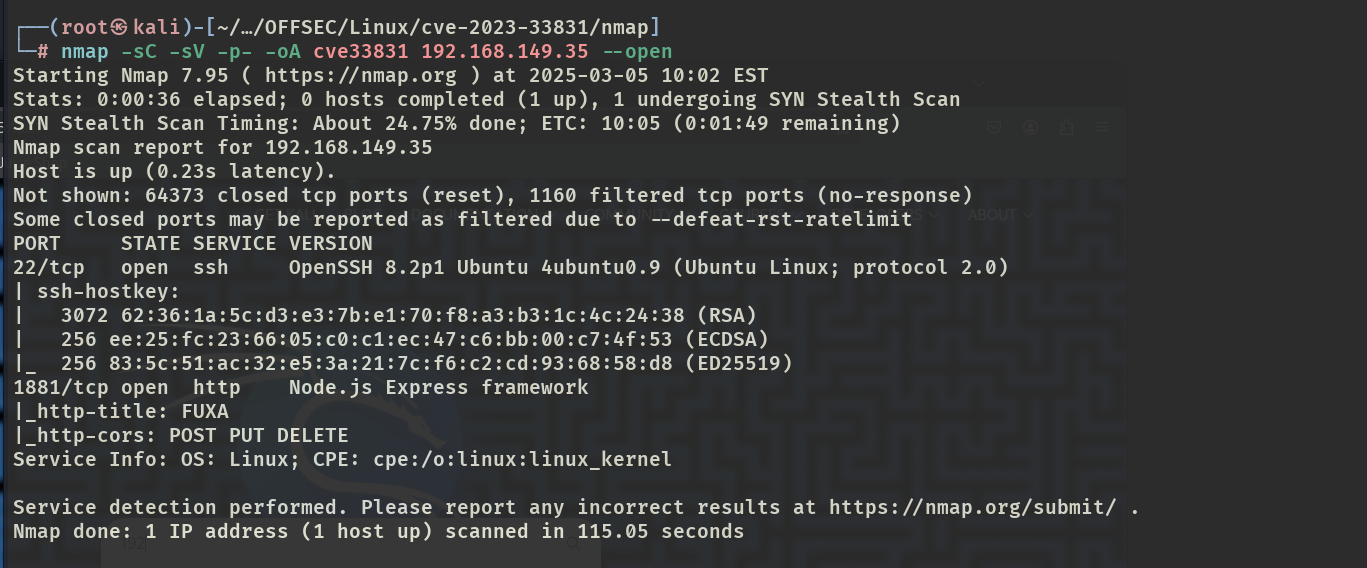 ┌──(root㉿kali)-[~/…/OFFSEC/Linux/cve-2023-33831/nmap]
└─# nmap -sC -sV -p- -oA cve33831 192.168.149.35 --open
Starting Nmap 7.95 ( https://nmap.org ) at 2025-03-05 10:02 EST
Stats: 0:00:36 elapsed; 0 hosts completed (1 up), 1 undergoing SYN Stealth Scan
SYN Stealth Scan Timing: About 24.75% done; ETC: 10:05 (0:01:49 remaining)
Nmap scan report for 192.168.149.35
Host is up (0.23s latency).
Not shown: 64373 closed tcp ports (reset), 1160 filtered tcp ports (no-response)
Some closed ports may be reported as filtered due to --defeat-rst-ratelimit
ABOUT
PORT     STATE SERVICE VERSION
22/tcp   open  ssh     OpenSSH 8.2p1 Ubuntu 4ubuntu0.9 (Ubuntu Linux; protocol 2.0)
| ssh-hostkey:
|   3072 62:36:1a:5c:d3:e3:7b:e1:70:f8:a3:b3:1c:4c:24:38 (RSA)
|   256 ee:25:fc:23:66:05:c0:c1:ec:47:c6:bb:00:c7:4f:53 (ECDSA)
|_  256 83:5c:51:ac:32:e5:3a:21:7c:f6:c2:cd:93:68:58:d8 (ED25519)
1881/tcp open  http    Node.js Express framework
|_http-title: FUXA
|_http-cors: POST PUT DELETE
Service Info: OS: Linux; CPE: cpe:/o:linux:linux_kernel

Service detection performed. Please report any incorrect results at https://nmap.org/submit/ .
Nmap done: 1 IP address (1 host up) scanned in 115.05 seconds